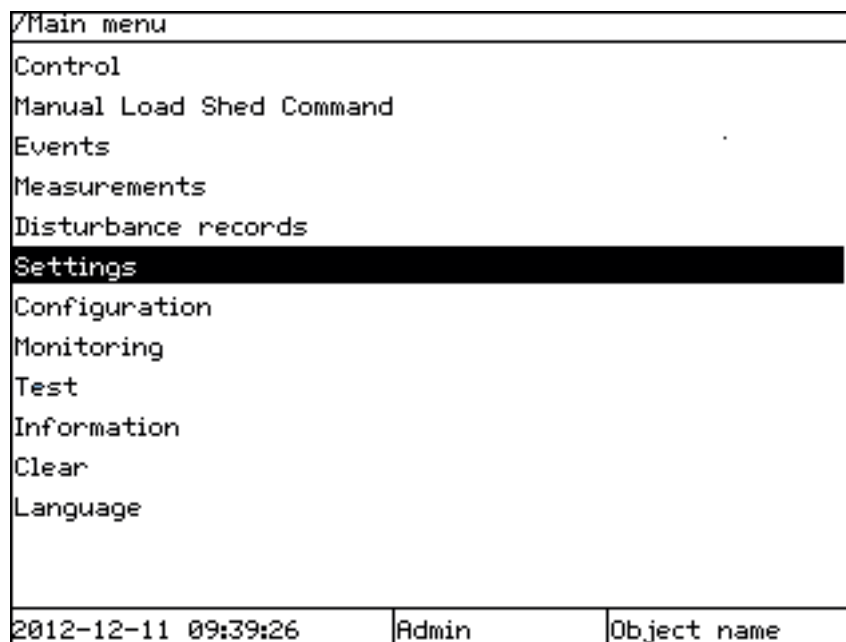 /Main menu
Control
Manual Load Shed Command
Events
Measurements
Disturbance records
Settings
Configuration
Monitoring
Test
Information
Clear
Language
2012-12-11 09:39:26 Admin Object name